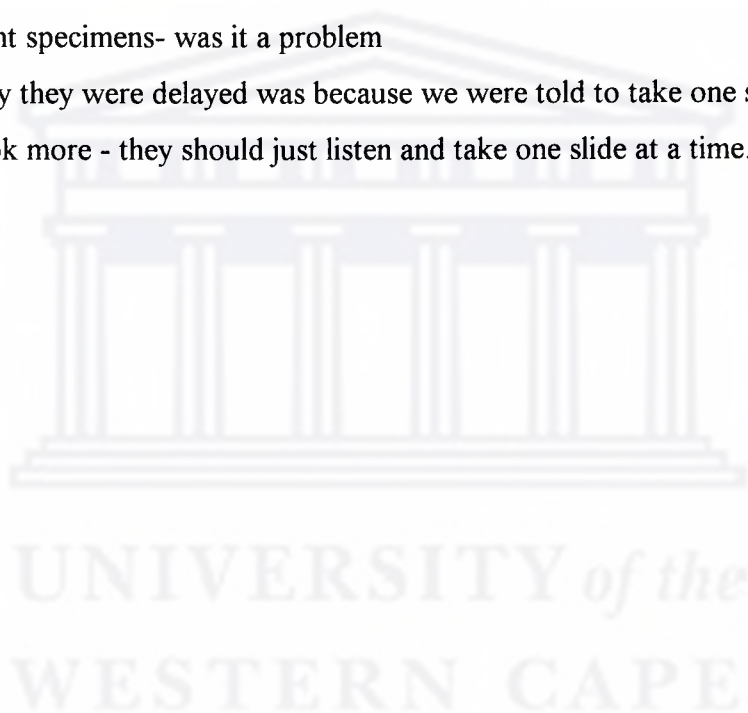 nt specimens- was it a problem
y they were delayed was because we were told to take one s
k more - they should just listen and take one slide at a time.
UNIVERSITY of the
WESTERN CAPE